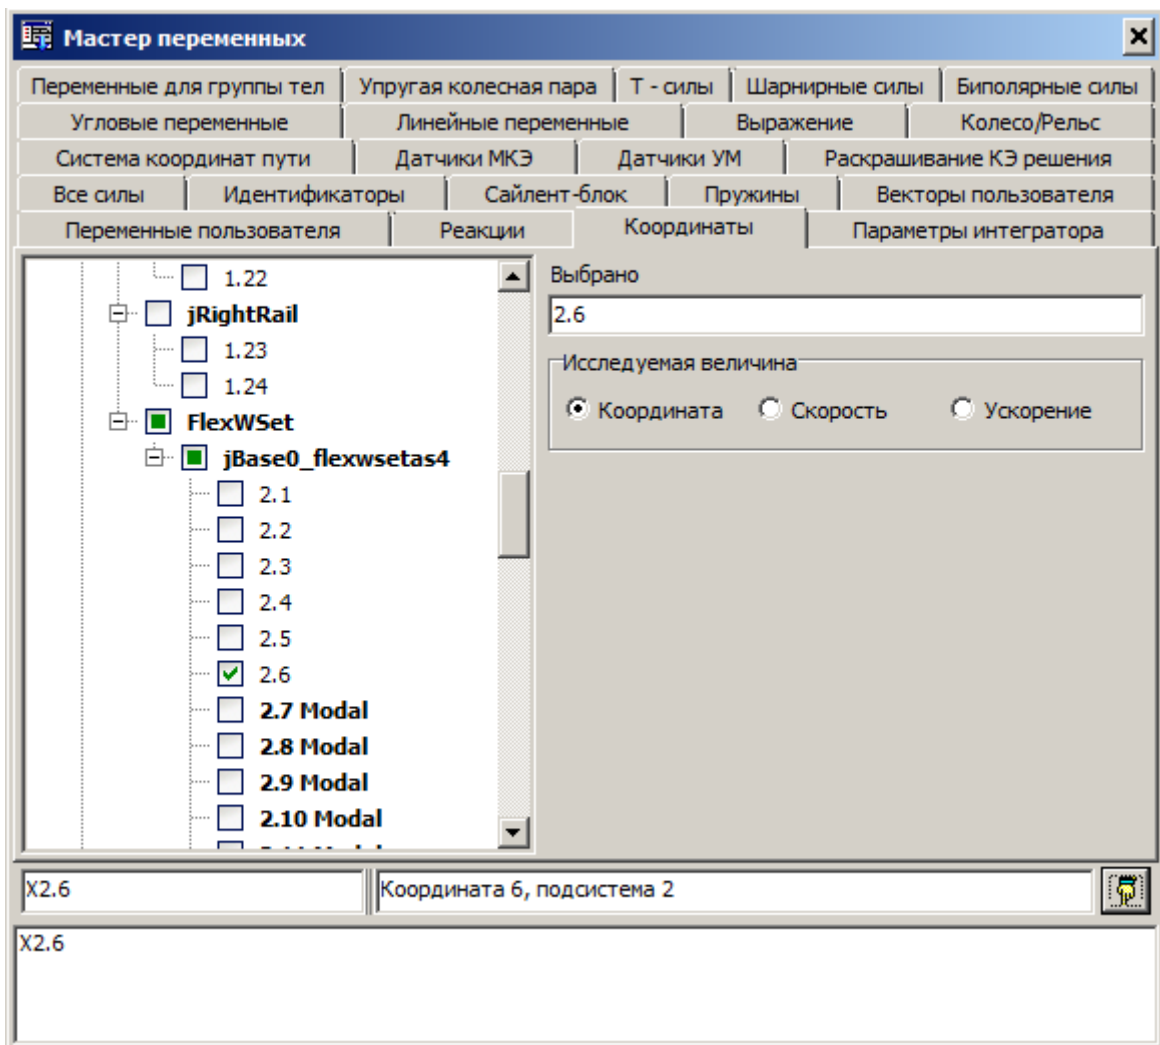 Мастер переменных
Переменные для группы тел Упругая колесная пара Т - силы Шарнирные силы Биполярные силы
Угловые переменные Линейные переменные Выражение Колесо/Рельс
Система координат пути Датчики МКЭ Датчики УМ Раскрашивание КЭ решения
Все силы Идентификаторы Сайлент-блок Пружины Векторы пользователя
Переменные пользователя Реакции Координаты Параметры интегратора
1.22
jRightRail
1.23
1.24
FlexWSet
jBase0_flexwsetas4
2.1
2.2
2.3
2.4
2.5
2.6
2.7 Modal
2.8 Modal
2.9 Modal
2.10 Modal
Выбрано
2.6
Исследуемая величина
Координата Скорость Ускорение
X2.6 Координата 6, подсистема 2
X2.6